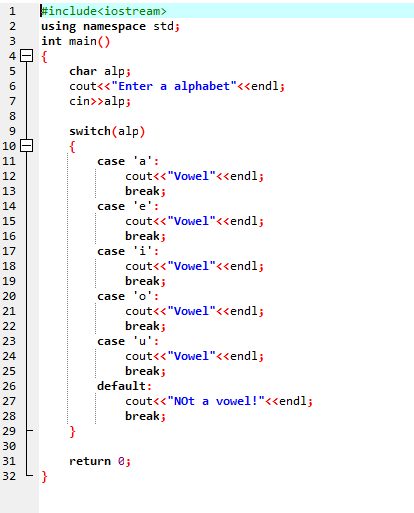 1 #include<iostream>
2 using namespace std;
3 int main()
4 {
5 char alp;
6 cout<<"Enter a alphabet"<<endl;
7 cin>>alp;
8
9 switch(alp)
10 {
11 case 'a':
12 cout<<"Vowel"<<endl;
13 break;
14 case 'e':
15 cout<<"Vowel"<<endl;
16 break;
17 case 'i':
18 cout<<"Vowel"<<endl;
19 break;
20 case 'o':
21 cout<<"Vowel"<<endl;
22 break;
23 case 'u':
24 cout<<"Vowel"<<endl;
25 break;
26 default:
27 cout<<"NOt a vowel!"<<endl;
28 break;
29 }
30
31 return 0;
32 }